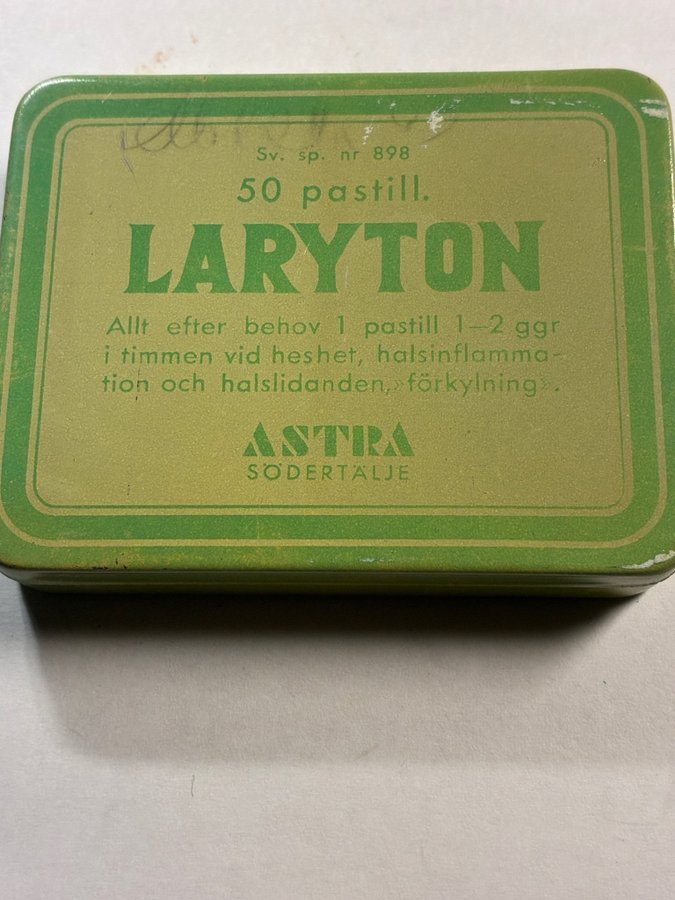 Sv. sp. nr 898
50 pastill.
LARYTON
Allt efter behov 1 pastill 1–2 ggr
i timmen vid heshet, halsinflamma-
tion och halslidanden, »förkylning».
ASTRA
SÖDERTÄLJE